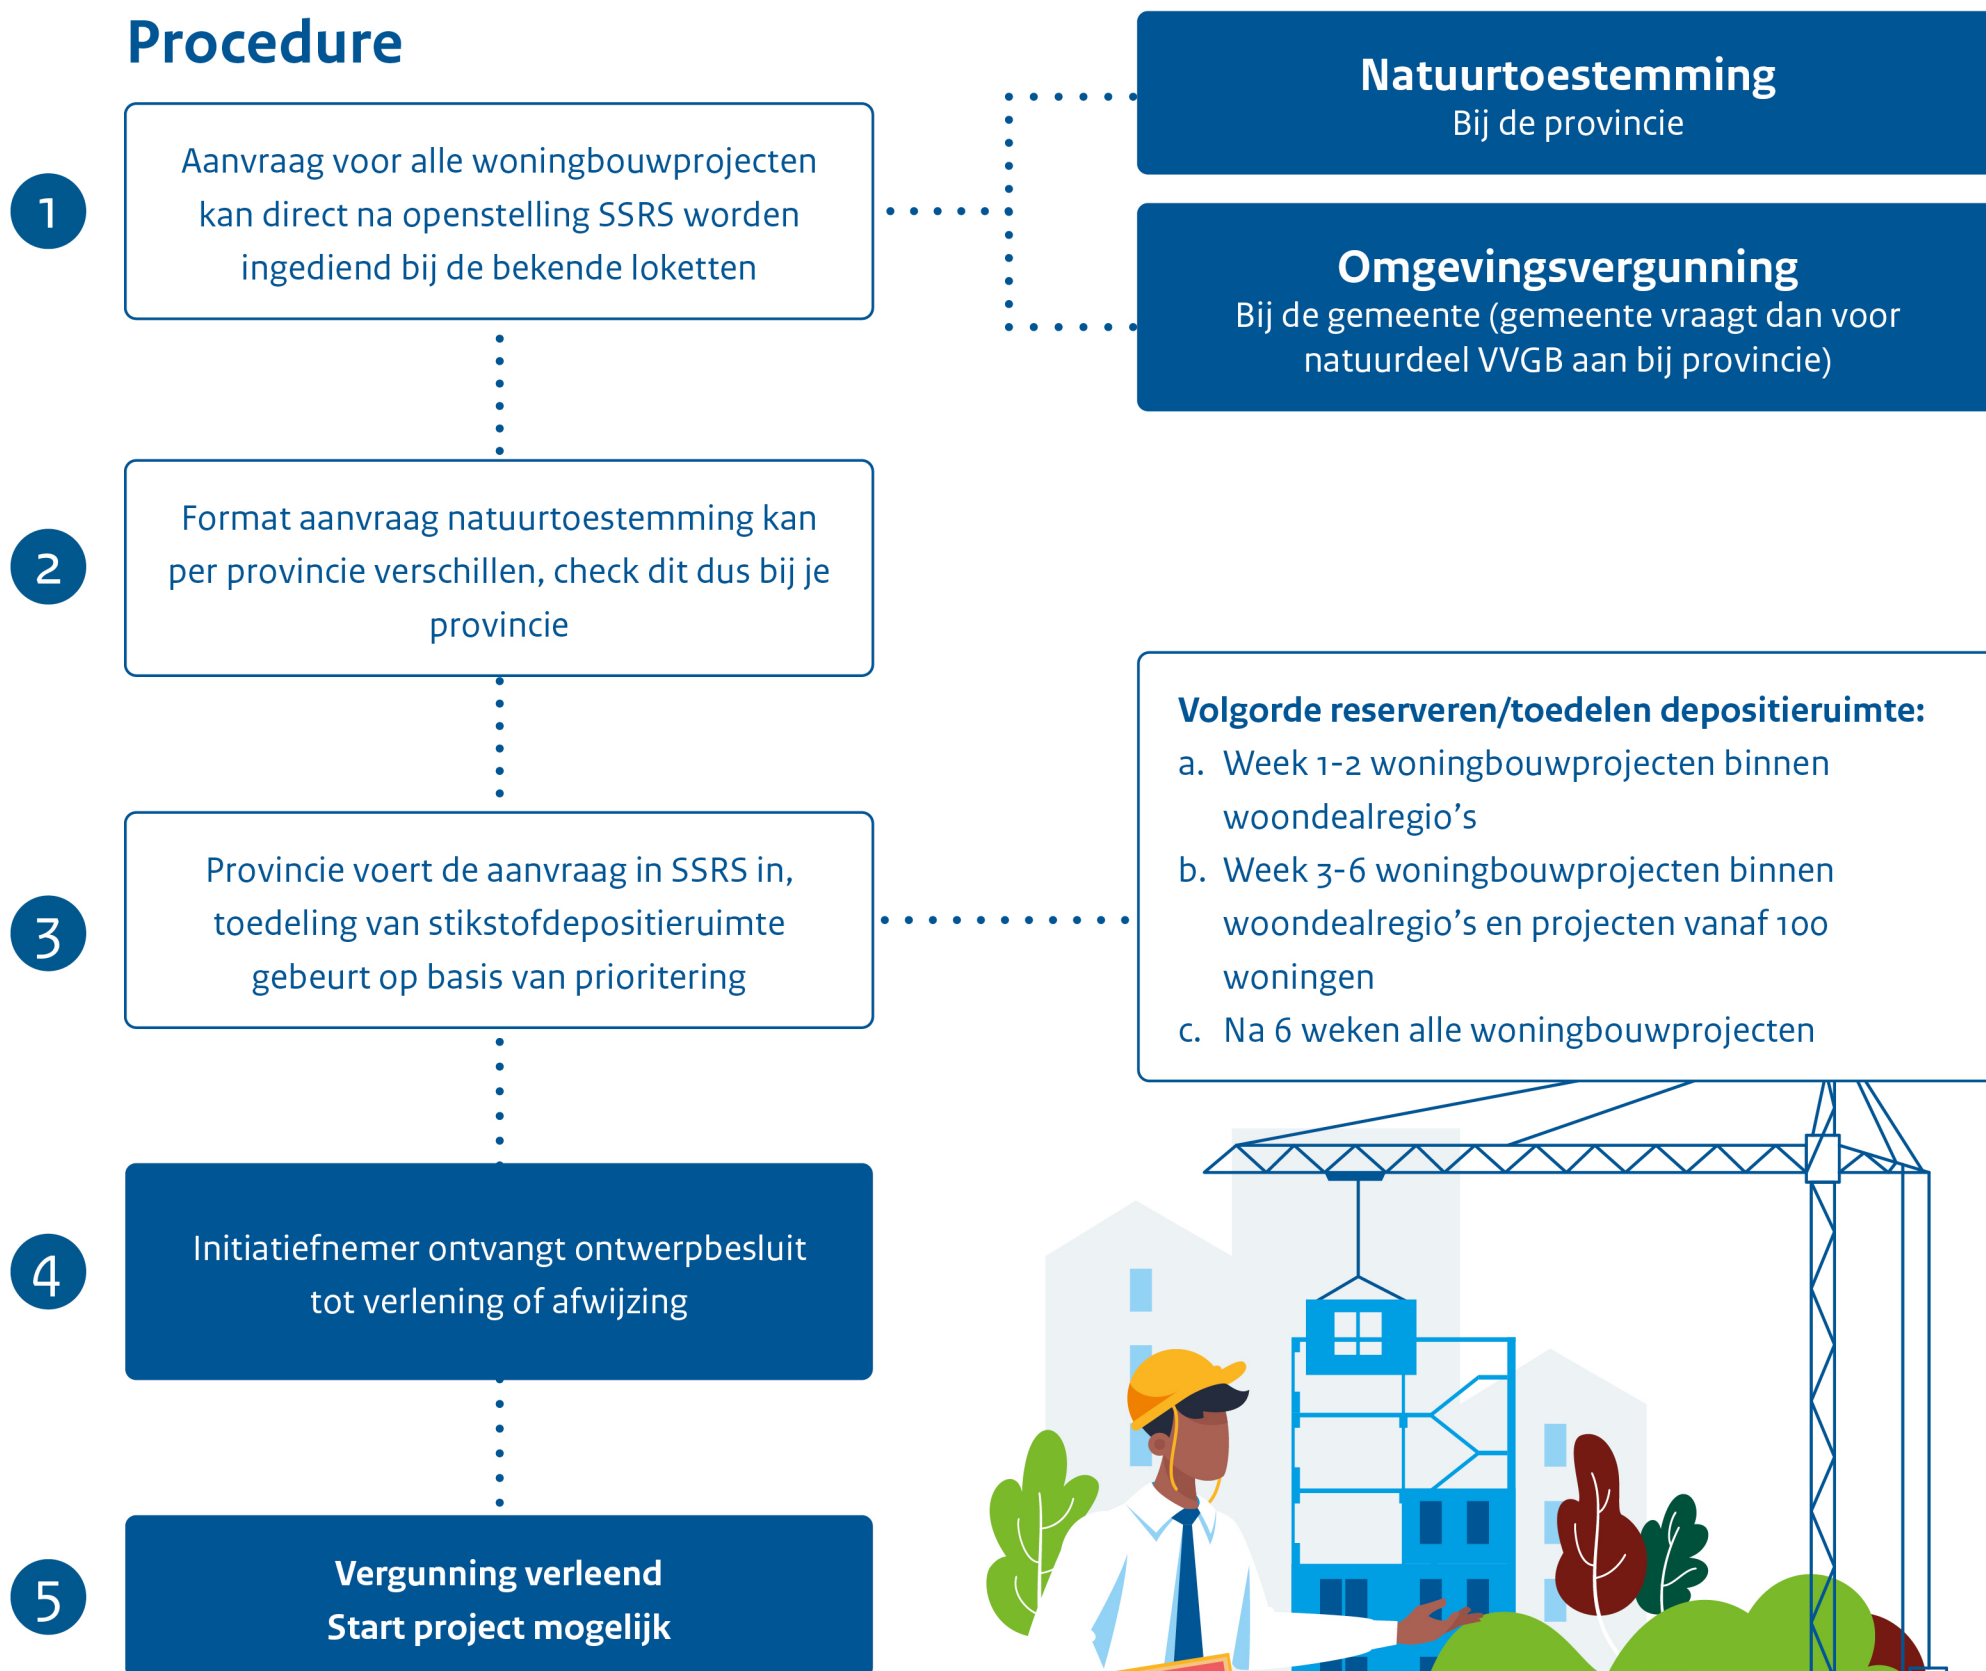 Procedure
1
Aanvraag voor alle woningbouwprojecten
kan direct na openstelling SSRS worden
ingediend bij de bekende loketten
Natuurtoestemming
Bij de provincie
Omgevingsvergunning
Bij de gemeente (gemeente vraagt dan voor
natuurdeel VVGB aan bij provincie)
2
Format aanvraag natuurtoestemming kan
per provincie verschillen, check dit dus bij je
provincie
3
Provincie voert de aanvraag in SSRS in,
toedeling van stikstofdepositieruimte
gebeurt op basis van prioritering
Volgorde reserveren/toedelen depositieruimte:
a. Week 1-2 woningbouwprojecten binnen
woondealregio’s
b. Week 3-6 woningbouwprojecten binnen
woondealregio’s en projecten vanaf 100
woningen
c. Na 6 weken alle woningbouwprojecten
4
Initiatiefnemer ontvangt ontwerpbesluit
tot verlening of afwijzing
5
Vergunning verleend
Start project mogelijk